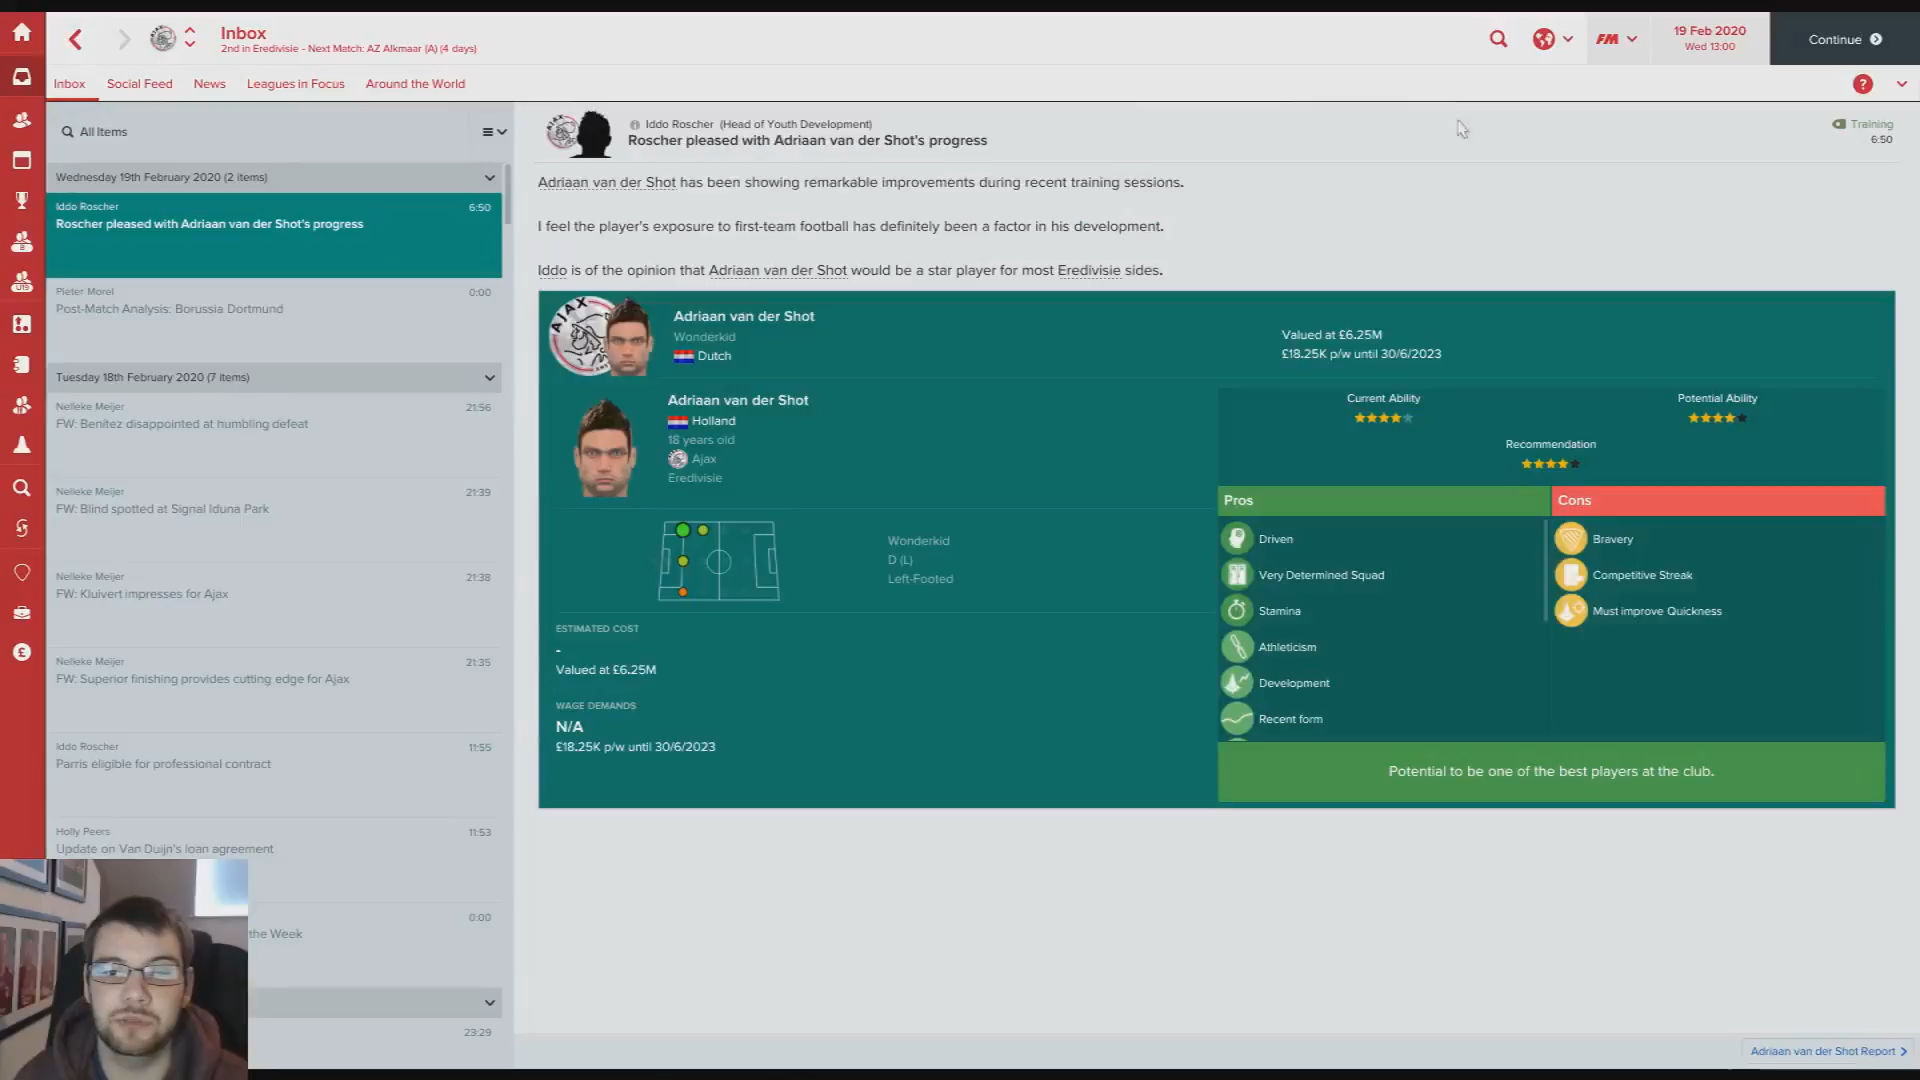 Inbox
2nd in Eredivisie - Next Match: AZ Alkmaar (A) (4 days)
FM
19 Feb 2020
Wed 13:00
Continue
Inbox
Social Feed
News
Leagues in Focus
Around the World
?
All Items
Wednesday 19th February 2020 (2 items)
Iddo Roscher
6:50
Roscher pleased with Adriaan van der Shot's progress
Pieter Morel
0:00
Post-Match Analysis: Borussia Dortmund
Tuesday 18th February 2020 (7 items)
Nelleke Meijer
21:56
FW: Benítez disappointed at humbling defeat
Nelleke Meijer
21:39
FW: Blind spotted at Signal Iduna Park
Nelleke Meijer
21:38
FW: Kluivert impresses for Ajax
Nelleke Meijer
21:35
FW: Superior finishing provides cutting edge for Ajax
Iddo Roscher
11:55
Parris eligible for professional contract
Holly Peers
11:53
Update on Van Duijn's loan agreement
0:00
the Week
23:29
Iddo Roscher (Head of Youth Development)
Roscher pleased with Adriaan van der Shot's progress
Training
6:50
Adriaan van der Shot has been showing remarkable improvements during recent training sessions.
I feel the player's exposure to first-team football has definitely been a factor in his development.
Iddo is of the opinion that Adriaan van der Shot would be a star player for most Eredivisie sides.
AJAX
Adriaan van der Shot
Wonderkid
Dutch
Valued at £6.25M
£18.25K p/w until 30/6/2023
Adriaan van der Shot
Holland
18 years old
Ajax
Eredivisie
Current Ability
Potential Ability
Recommendation
Wonderkid
D (L)
Left-Footed
ESTIMATED COST
-
Valued at £6.25M
WAGE DEMANDS
N/A
£18.25K p/w until 30/6/2023
Pros
Driven
Very Determined Squad
Stamina
Athleticism
Development
Recent form
Cons
Bravery
Competitive Streak
Must improve Quickness
Potential to be one of the best players at the club.
Adriaan van der Shot Report